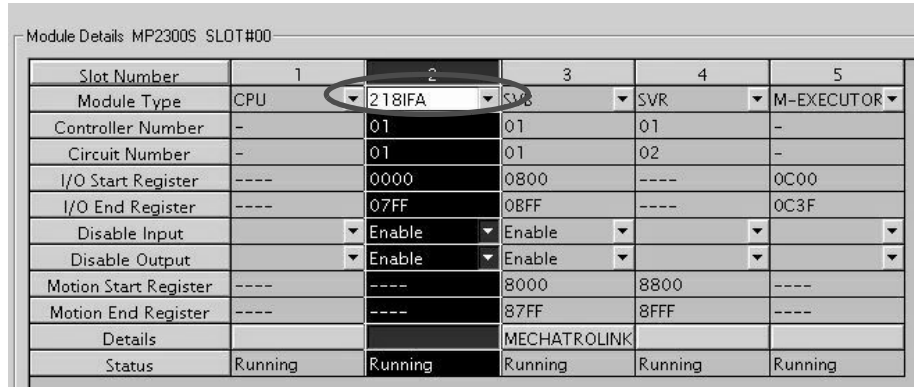 Module Details MP2300S SLOT#00
Slot Number 1 2 3 4 5
Module Type CPU 218IFA SVB SVR M-EXECUTOR
Controller Number - 01 01 01 -
Circuit Number - 01 01 02 -
I/O Start Register ---- 0000 0800 ---- 0C00
I/O End Register ---- 07FF 0BFF ---- 0C3F
Disable Input Enable Enable
Disable Output Enable Enable
Motion Start Register ---- ---- 8000 8800 ----
Motion End Register ---- ---- 87FF 8FFF ----
Details MECHATROLINK
Status Running Running Running Running Running